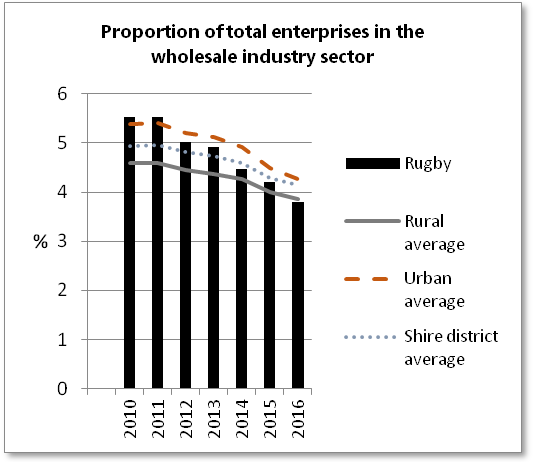 Proportion of total enterprises in the
wholesale industry sector
6
5
4
3
2
1
0
%
2010
2011
2012
2013
2014
2015
2016
Rugby
Rural
average
Urban
average
Shire district
average